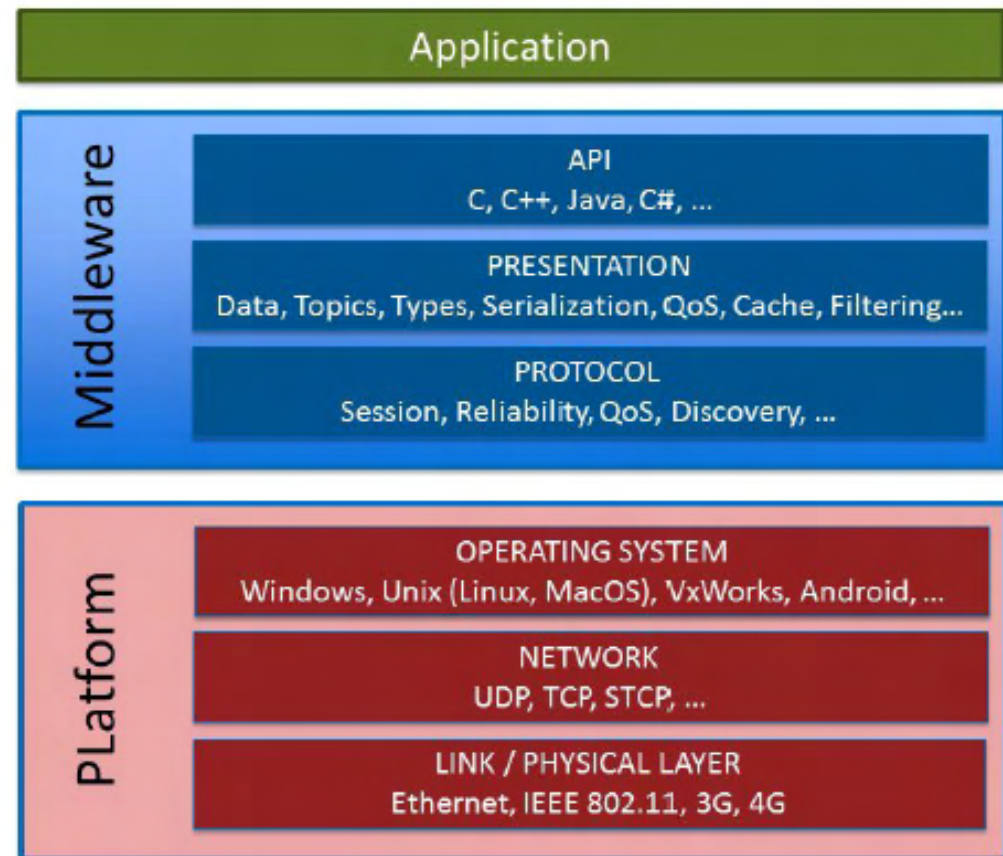 Application
Middleware
API
C, C++, Java, C#, ...
PRESENTATION
Data, Topics, Types, Serialization, QoS, Cache, Filtering...
PROTOCOL
Session, Reliability, QoS, Discovery, ...
PLatform
OPERATING SYSTEM
Windows, Unix (Linux, MacOS), VxWorks, Android, ...
NETWORK
UDP, TCP, STCP, ...
LINK / PHYSICAL LAYER
Ethernet, IEEE 802.11, 3G, 4G